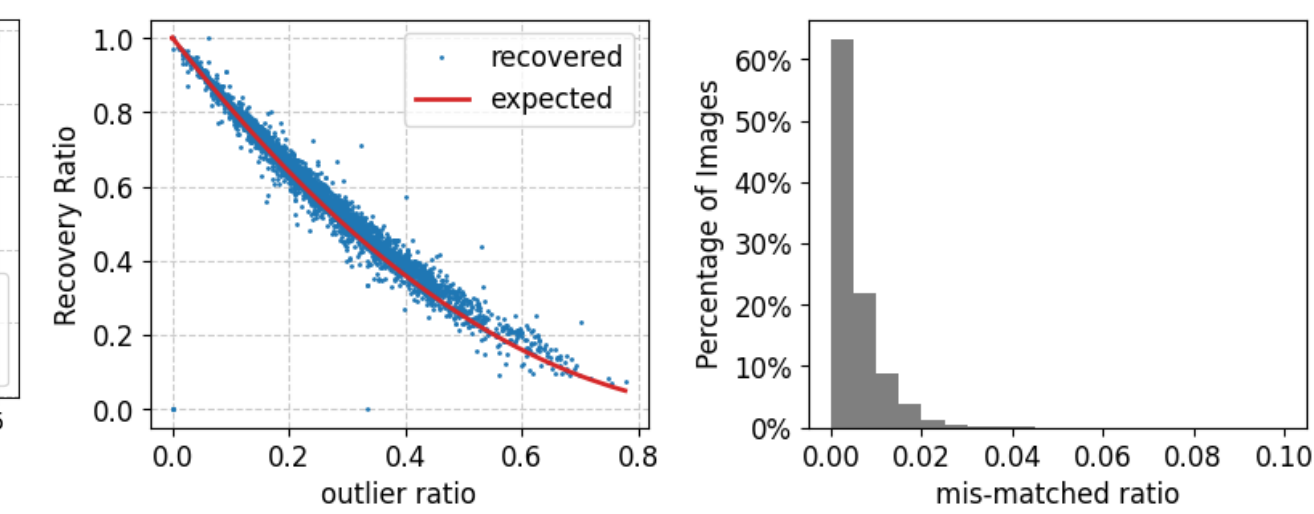 Recovery Ratio
1.0
0.8
0.6
0.4
0.2
0.0
recovered
expected
0.0 0.2 0.4 0.6 0.8
outlier ratio
Percentage of Images
60%
50%
40%
30%
20%
10%
0%
0.00 0.02 0.04 0.06 0.08 0.10
mis-matched ratio